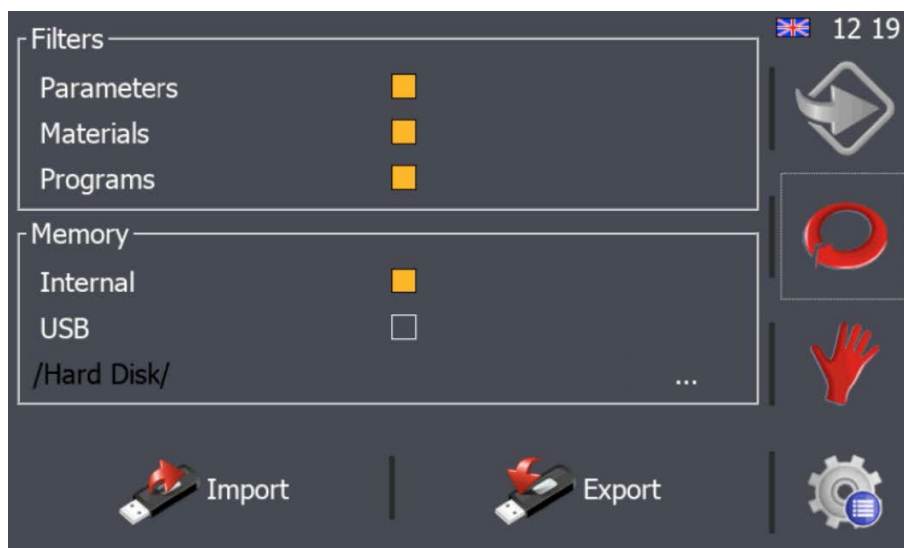 Filters
12 19
Parameters
Materials
Programs
Memory
Internal
USB
/Hard Disk/ ...
Import
Export